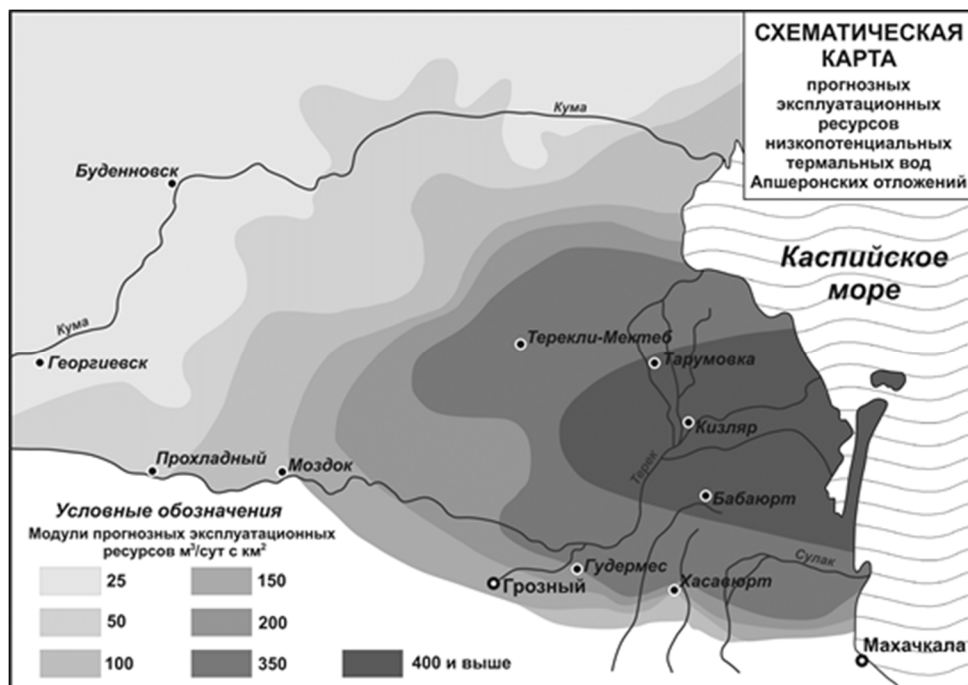 СХЕМАТИЧЕСКАЯ
КАРТА
прогнозных
эксплуатационных
ресурсов
низкопотенциальных
термальных вод
Апшеронских отложений
Кума
Буденновск
Каспийское
море
Кума
Георгиевск
Терекли-Мектеб
Тарумовка
Кизляр
Терек
Прохладный
Моздок
Бабаюрт
Сулак
Гудермес
Грозный
Хасавюрт
Махачкала
Условные обозначения
Модули прогнозных эксплуатационных
ресурсов м³/сут с км²
25
50
100
150
200
350
400 и выше